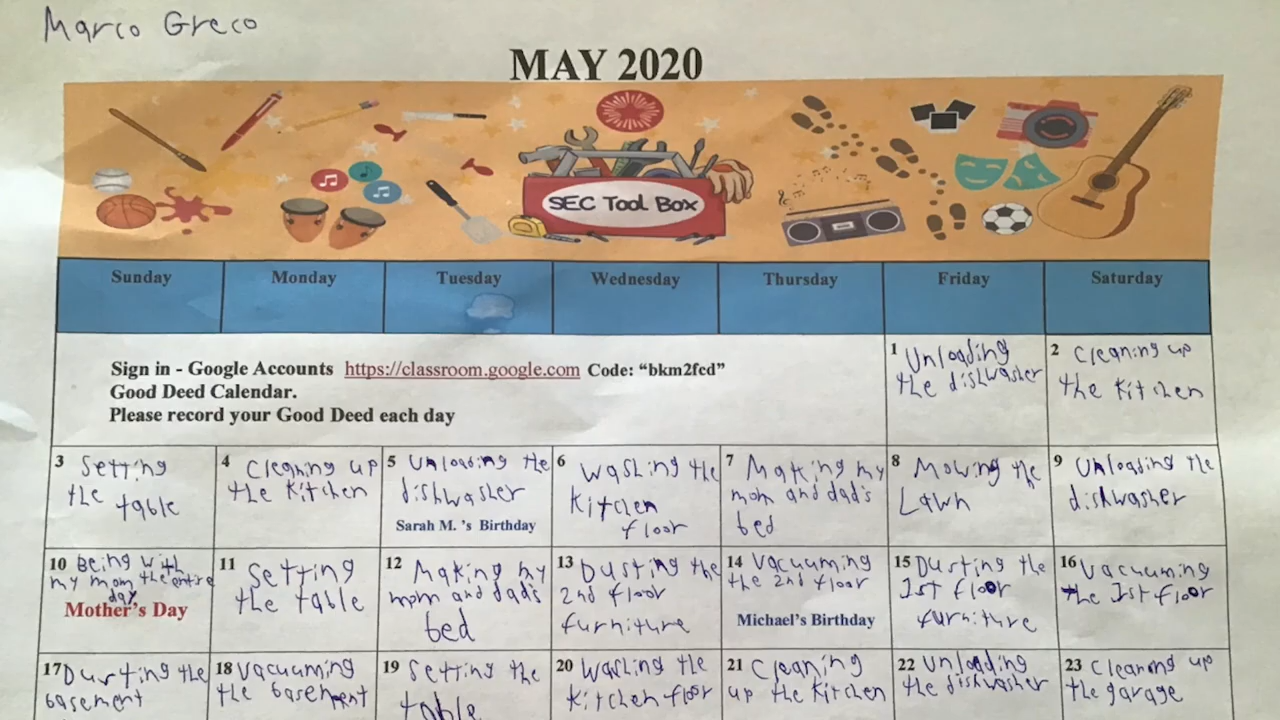 Marco Greco
MAY 2020
SEC Tool Box
Sunday
Monday
Tuesday
Wednesday
Thursday
Friday
Saturday
Sign in - Google Accounts https://classroom.google.com Code: “bkm2fcd”
Good Deed Calendar.
Please record your Good Deed each day
1 Unloading
the dishwasher
2 Cleaning up
the kitchen
3 Setting
the table
4 Cleaning up
the kitchen
5 Unloading the
dishwasher
Sarah M. 's Birthday
6 Washing the
kitchen
floor
7 Making my
mom and dad's
bed
8 Mowing the
Lawn
9 Unloading the
dishwasher
10 Being with
my mom the entire
day
Mother's Day
11 Setting
the table
12 Making my
mom and dad's
bed
13 Dusting the
2nd floor
furniture
14 Vacuuming
the 2nd floor
Michael's Birthday
15 Dusting the
1st floor
furniture
16 Vacuuming
the 1st floor
17 Dusting the
basement
18 Vacuuming
the basement
19 Setting the
table
20 Washing the
kitchen floor
21 Cleaning
up the kitchen
22 Unloading
the dishwasher
23 Cleaning up
the garage